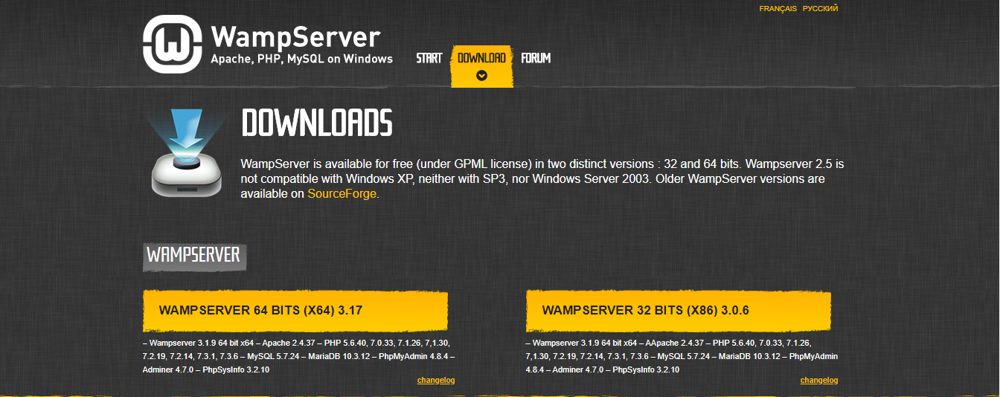 FRANÇAIS РУССКИЙ
WampServer
Apache, PHP, MySQL on Windows
START DOWNLOAD FORUM
DOWNLOADS
WampServer is available for free (under GPML license) in two distinct versions : 32 and 64 bits. Wampserver 2.5 is
not compatible with Windows XP, neither with SP3, nor Windows Server 2003. Older WampServer versions are
available on SourceForge.
WAMPSERVER
WAMPSERVER 64 BITS (X64) 3.17
– Wampserver 3.1.9 64 bit x64 – Apache 2.4.37 – PHP 5.6.40, 7.0.33, 7.1.26, 7,1.30,
7.2.19, 7.2.14, 7.3.1, 7.3.6 – MySQL 5.7.24 – MariaDB 10.3.12 – PhpMyAdmin 4.8.4 –
Adminer 4.7.0 – PhpSysInfo 3.2.10
changelog
WAMPSERVER 32 BITS (X86) 3.0.6
– Wampserver 3.1.9 64 bit x64 – AApache 2.4.37 – PHP 5.6.40, 7.0.33, 7.1.26,
7,1.30, 7.2.19, 7.2.14, 7.3.1, 7.3.6 – MySQL 5.7.24 – MariaDB 10.3.12 – PhpMyAdmin
4.8.4 – Adminer 4.7.0 – PhpSysInfo 3.2.10
changelog